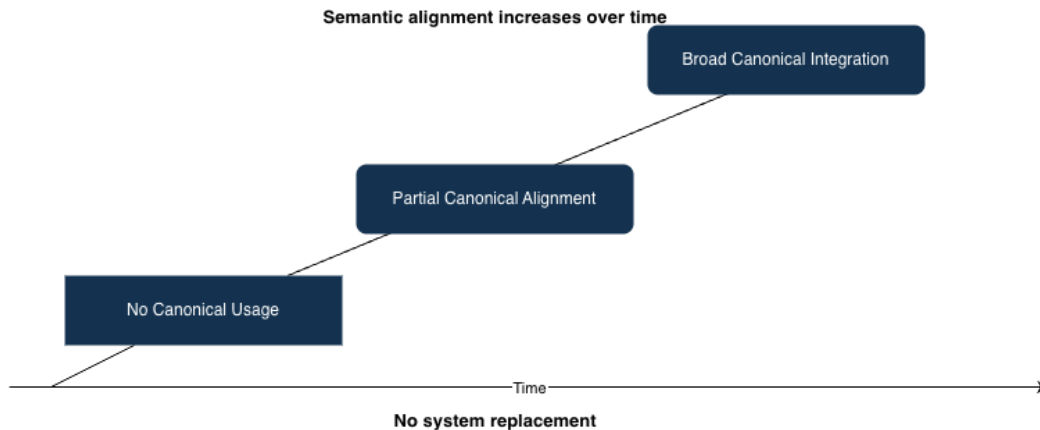 Semantic alignment increases over time
Broad Canonical Integration
Partial Canonical Alignment
No Canonical Usage
Time
No system replacement